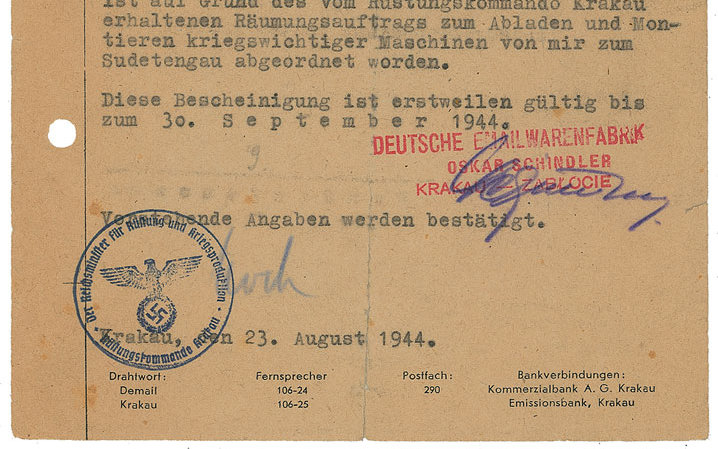 ist auf Grund des vom Rüstungskommando Krakau
erhaltenen Räumungsauftrags zum Abladen und Mon-
tieren kriegswichtiger Maschinen von mir zum
Sudetengau abgeordnet worden.
Diese Bescheinigung ist erstweilen gültig bis
zum 3o. September 1944.
DEUTSCHE EMAILWARENFABRIK
OSKAR SCHINDLER
KRAKAU - ZABŁOCIE
Vorstehende Angaben werden bestätigt.
Der Reichsminister für Rüstung und Kriegsproduktion
Rüstungskommando Krakau
Koch
Krakau, den 23. August 1944.
Drahtwort: Fernsprecher Postfach: Bankverbindungen:
Demail 106-24 290 Kommerzialbank A. G. Krakau
Krakau 106-25 Emissionsbank, Krakau